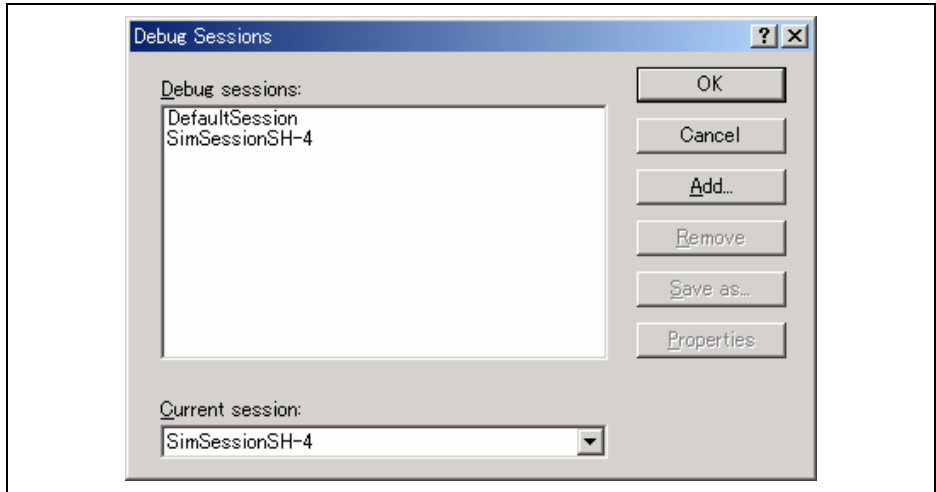 Debug Sessions
?
Debug sessions:
DefaultSession
SimSessionSH-4
OK
Cancel
Add...
Remove
Save as...
Properties
Current session:
SimSessionSH-4